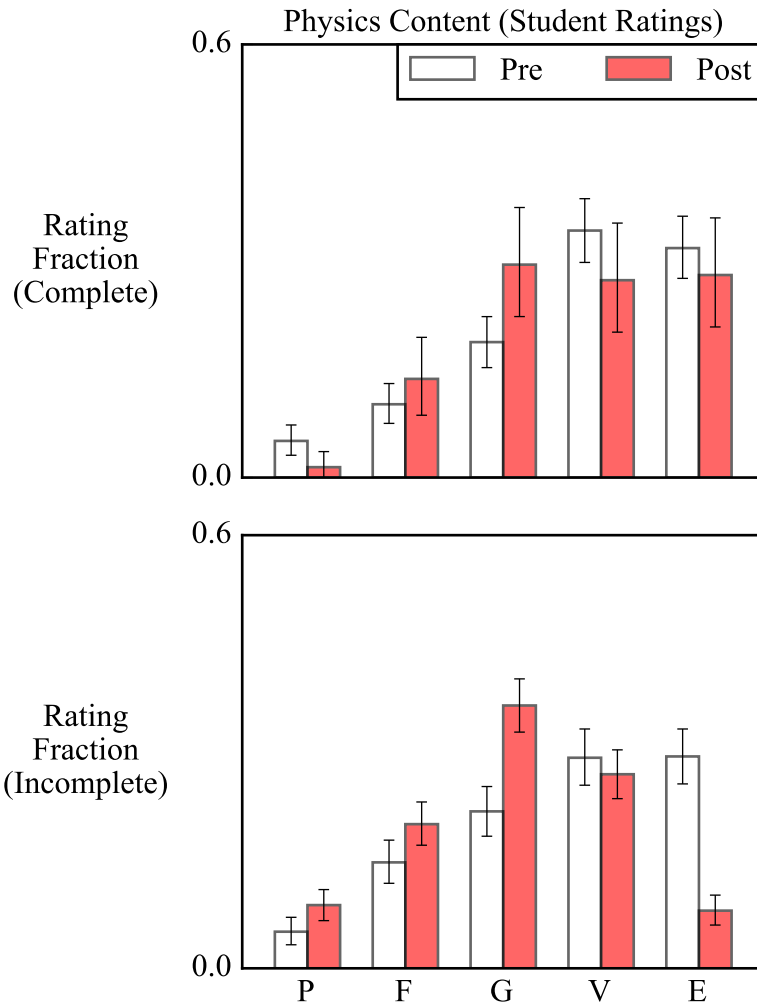 Physics Content (Student Ratings)
0.6
Pre
Post
Rating
Fraction
(Complete)
0.0
0.6
Rating
Fraction
(Incomplete)
0.0
P F G V E